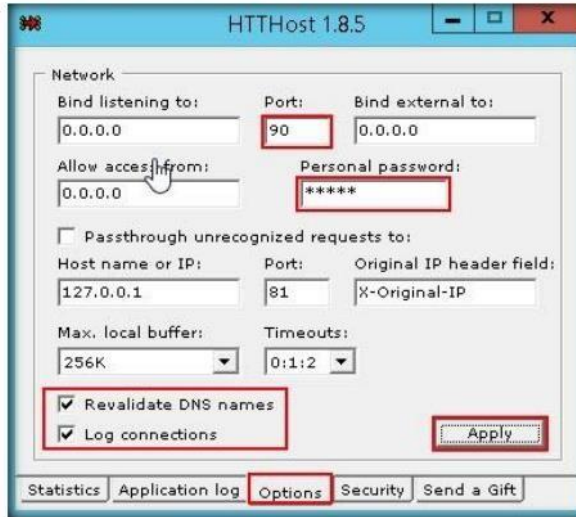 HTTHost 1.8.5
Network
Bind listening to: Port: Bind external to:
0.0.0.0 90 0.0.0.0
Allow access from: Personal password:
0.0.0.0 *****
Passthrough unrecognized requests to:
Host name or IP: Port: Original IP header field:
127.0.0.1 81 X-Original-IP
Max. local buffer: Timeouts:
256K 0:1:2
Revalidate DNS names
Log connections
Apply
Statistics Application log Options Security Send a Gift